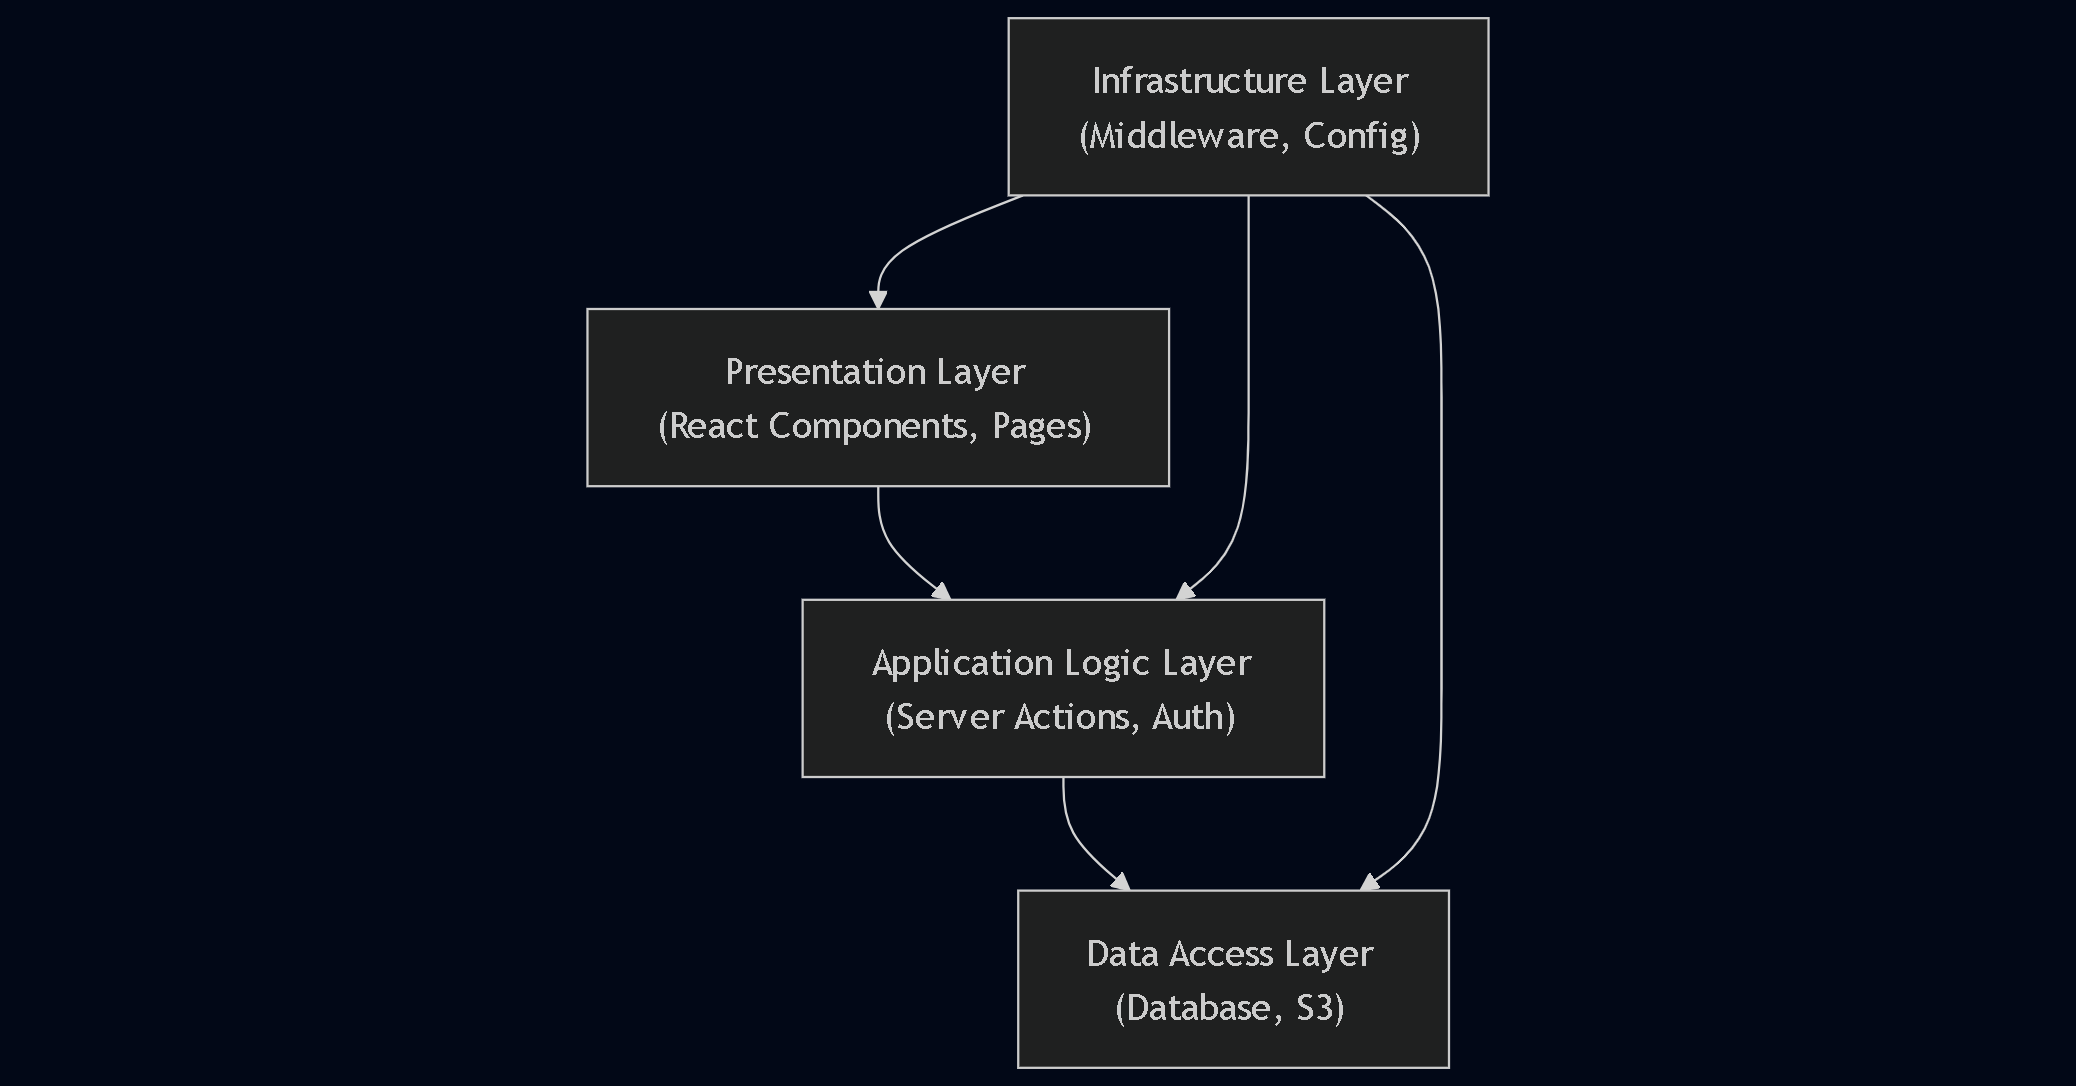 Infrastructure Layer
(Middleware, Config)
Presentation Layer
(React Components, Pages)
Application Logic Layer
(Server Actions, Auth)
Data Access Layer
(Database, S3)